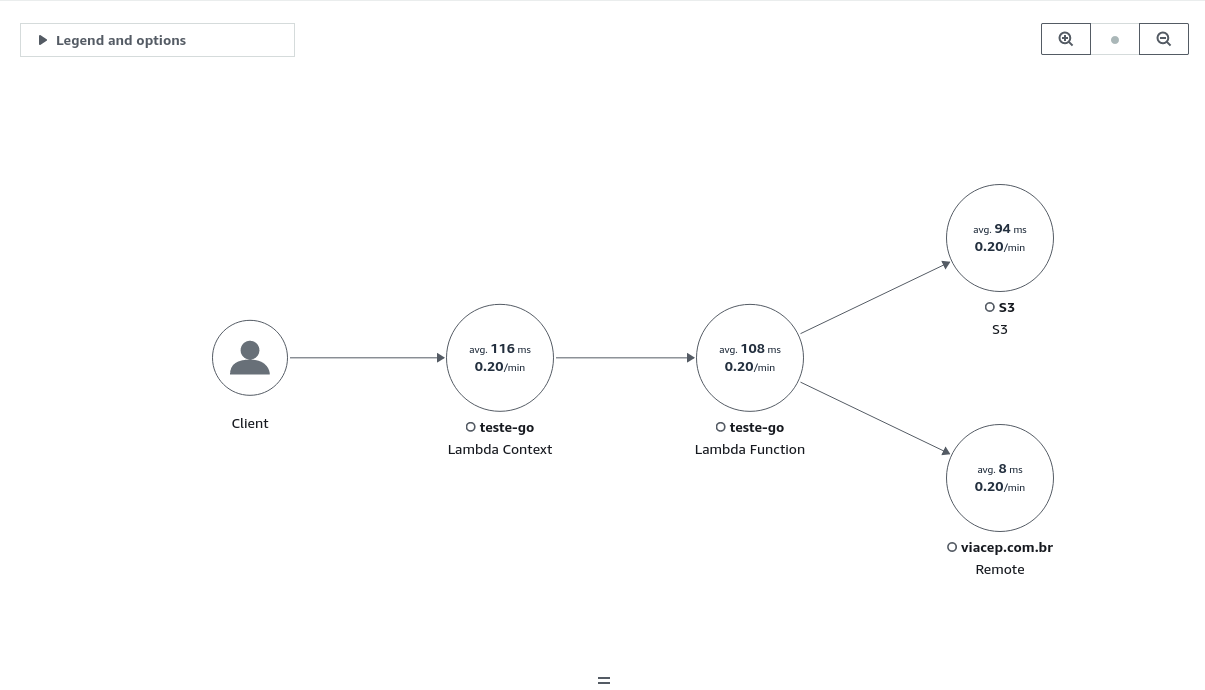 Legend and options
avg. 94 ms
0.20/min
S3
S3
Client
avg. 116 ms
0.20/min
teste-go
Lambda Context
avg. 108 ms
0.20/min
teste-go
Lambda Function
avg. 8 ms
0.20/min
viacep.com.br
Remote